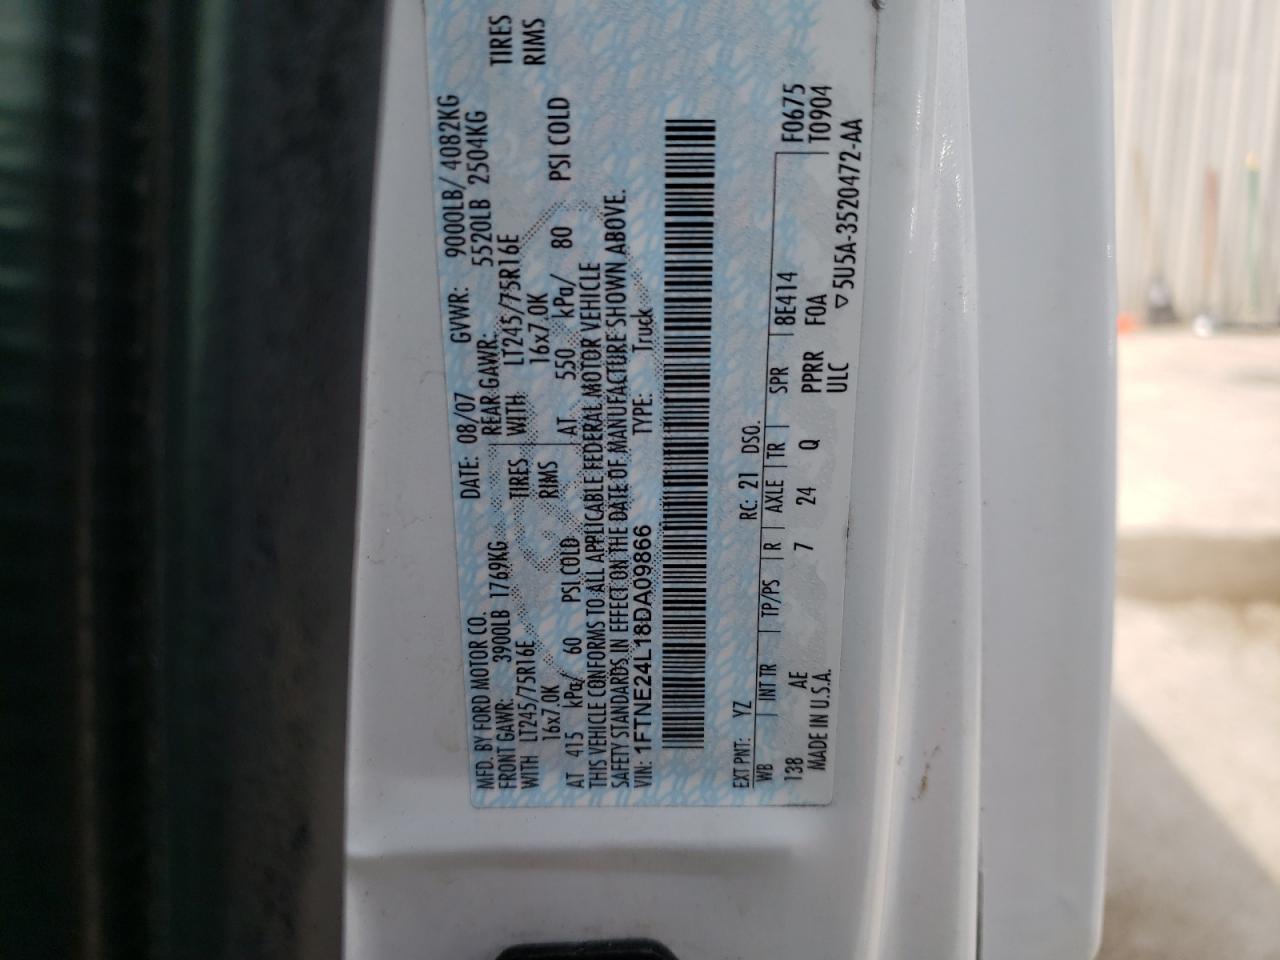 MFD. BY FORD MOTOR CO. DATE: 08/07 GVWR: 9000LB/ 4082KG
FRONT GAWR: 3900LB 1769KG REAR GAWR: 5520LB 2504KG
WITH LT245/75R16E TIRES WITH LT245/75R16E TIRES
16x7.0K RIMS 16x7.0K RIMS
AT 415 kPa/ 60 PSI COLD AT 550 kPa/ 80 PSI COLD
THIS VEHICLE CONFORMS TO ALL APPLICABLE FEDERAL MOTOR VEHICLE
SAFETY STANDARDS IN EFFECT ON THE DATE OF MANUFACTURE SHOWN ABOVE.
VIN: 1FTNE24L18DA09866 TYPE: Truck
EXT PNT: YZ RC: 21 DSO:
WB INT TR TP/PS R AXLE TR SPR 8E414 F0675
138 AE 7 24 Q PPRR F0A T0904
MADE IN U.S.A. ULC ▽5U5A-3520472-AA